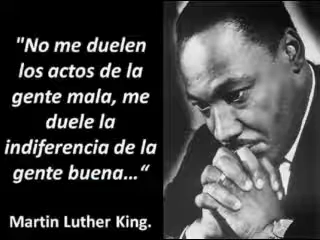 "No me duelen
los actos de la
gente mala, me
duele la
indiferencia de la
gente buena...“
Martin Luther King.